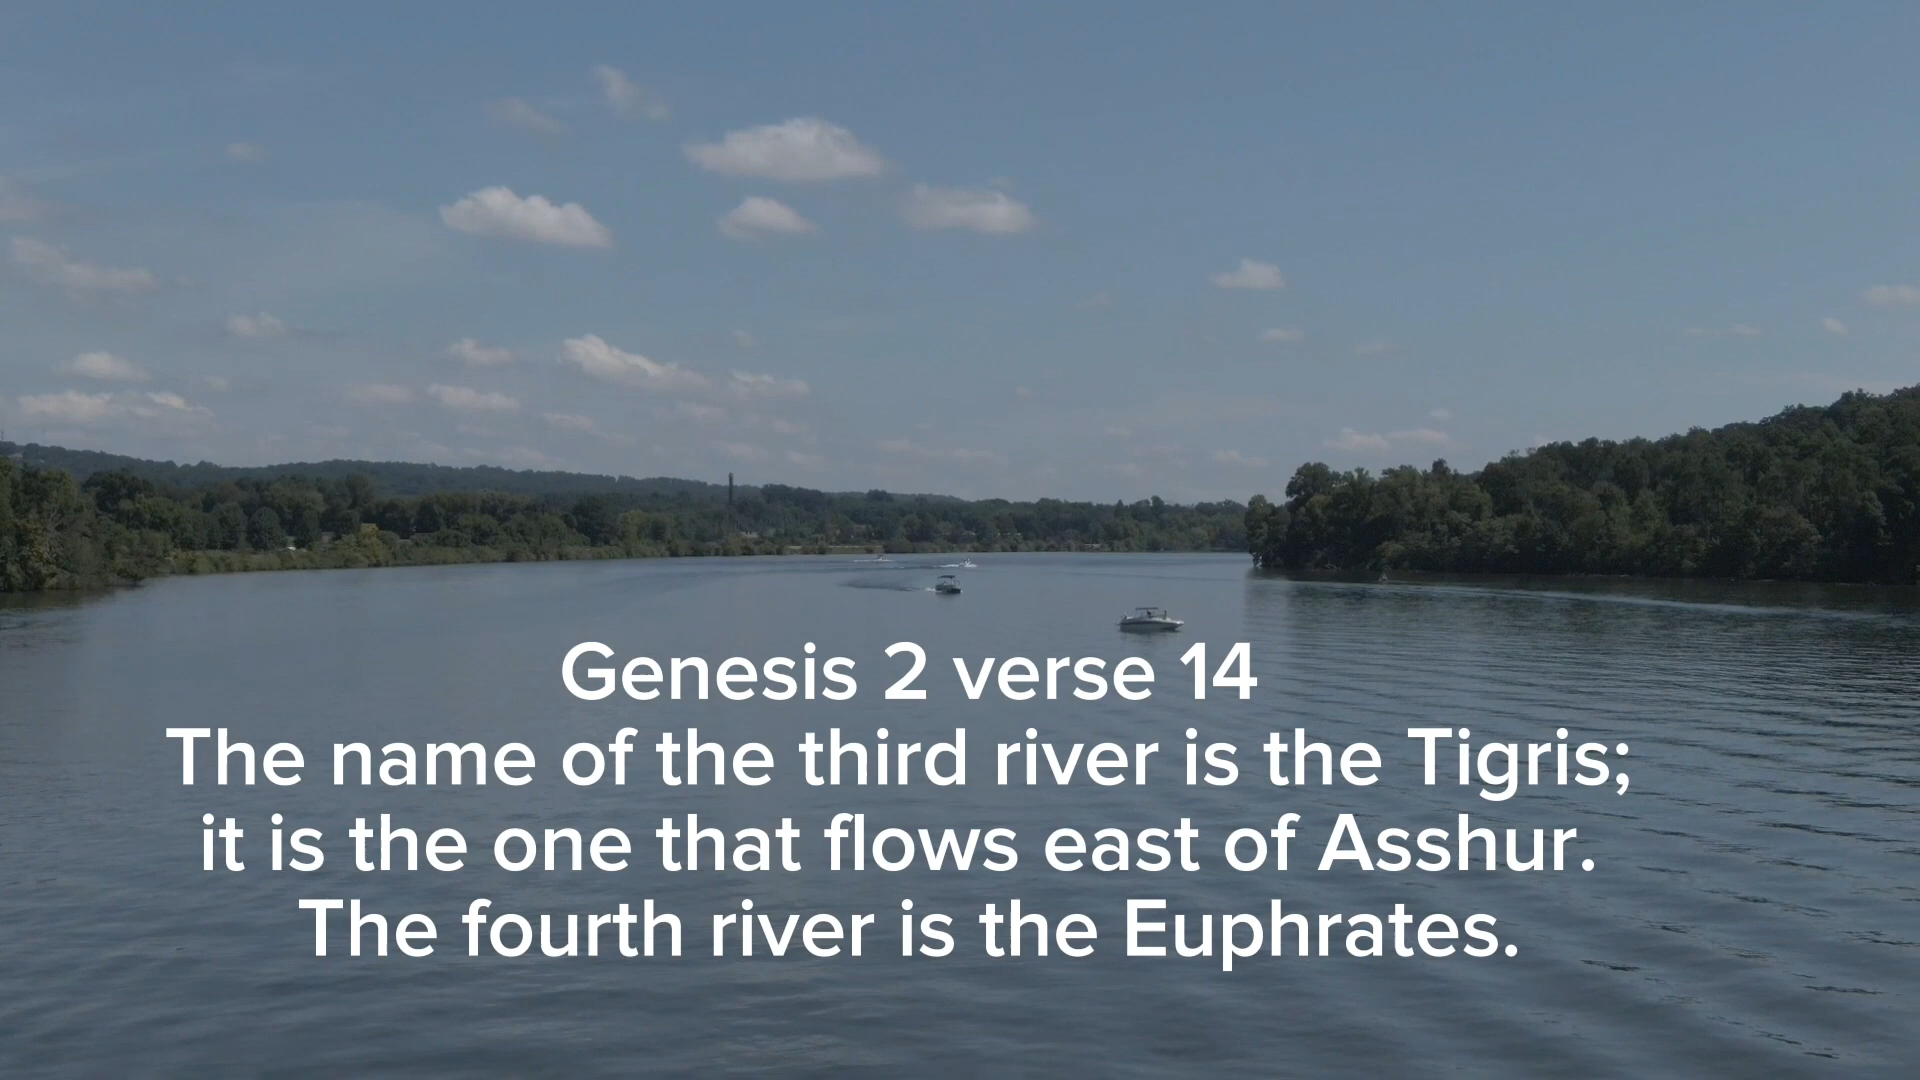 Genesis 2 verse 14
The name of the third river is the Tigris;
it is the one that flows east of Asshur.
The fourth river is the Euphrates.